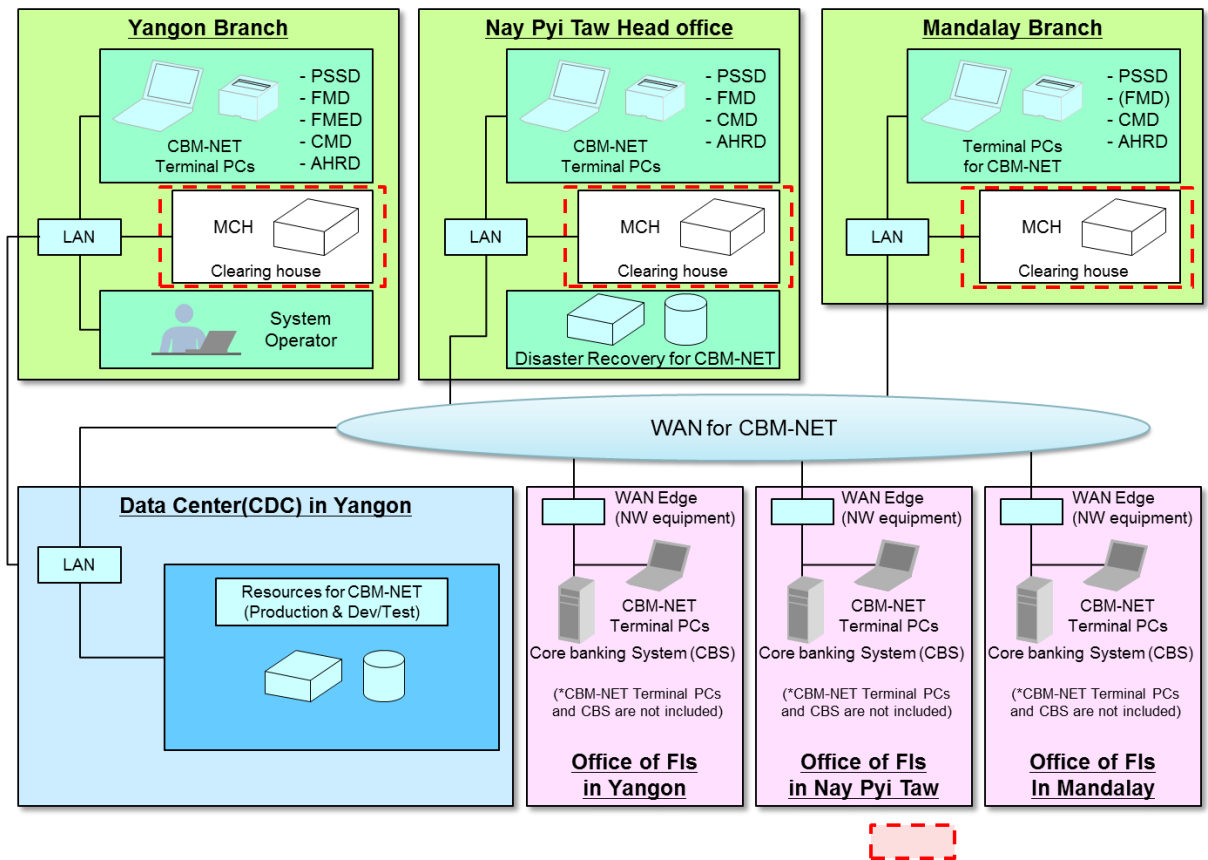 Yangon Branch
- PSSD
- FMD
- FMED
- CMD
- AHRD
CBM-NET
Terminal PCs
LAN
MCH
Clearing house
System
Operator
Nay Pyi Taw Head office
- PSSD
- FMD
- CMD
- AHRD
CBM-NET
Terminal PCs
LAN
MCH
Clearing house
Disaster Recovery for CBM-NET
Mandalay Branch
- PSSD
- (FMD)
- CMD
- AHRD
Terminal PCs
for CBM-NET
LAN
MCH
Clearing house
WAN for CBM-NET
Data Center(CDC) in Yangon
LAN
Resources for CBM-NET
(Production & Dev/Test)
WAN Edge
(NW equipment)
CBM-NET
Terminal PCs
Core banking System (CBS)
(*CBM-NET Terminal PCs
and CBS are not included)
Office of FIs
in Yangon
WAN Edge
(NW equipment)
CBM-NET
Terminal PCs
Core banking System (CBS)
(*CBM-NET Terminal PCs
and CBS are not included)
Office of FIs
in Nay Pyi Taw
WAN Edge
(NW equipment)
CBM-NET
Terminal PCs
Core banking System (CBS)
(*CBM-NET Terminal PCs
and CBS are not included)
Office of FIs
In Mandalay